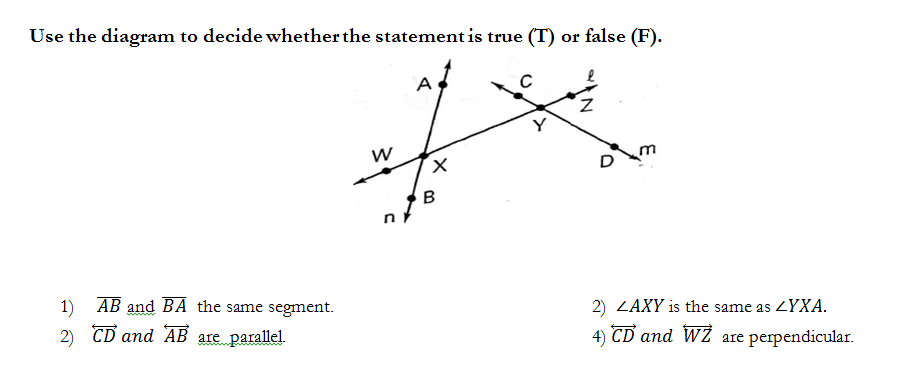 Use the diagram to decide whether the statement is true (T) or false (F).
A
C
ℓ
Z
Y
W
X
D
m
B
n
1) AB and BA the same segment.
2) ∠AXY is the same as ∠YXA.
2) CD and AB are parallel.
4) CD and WZ are perpendicular.